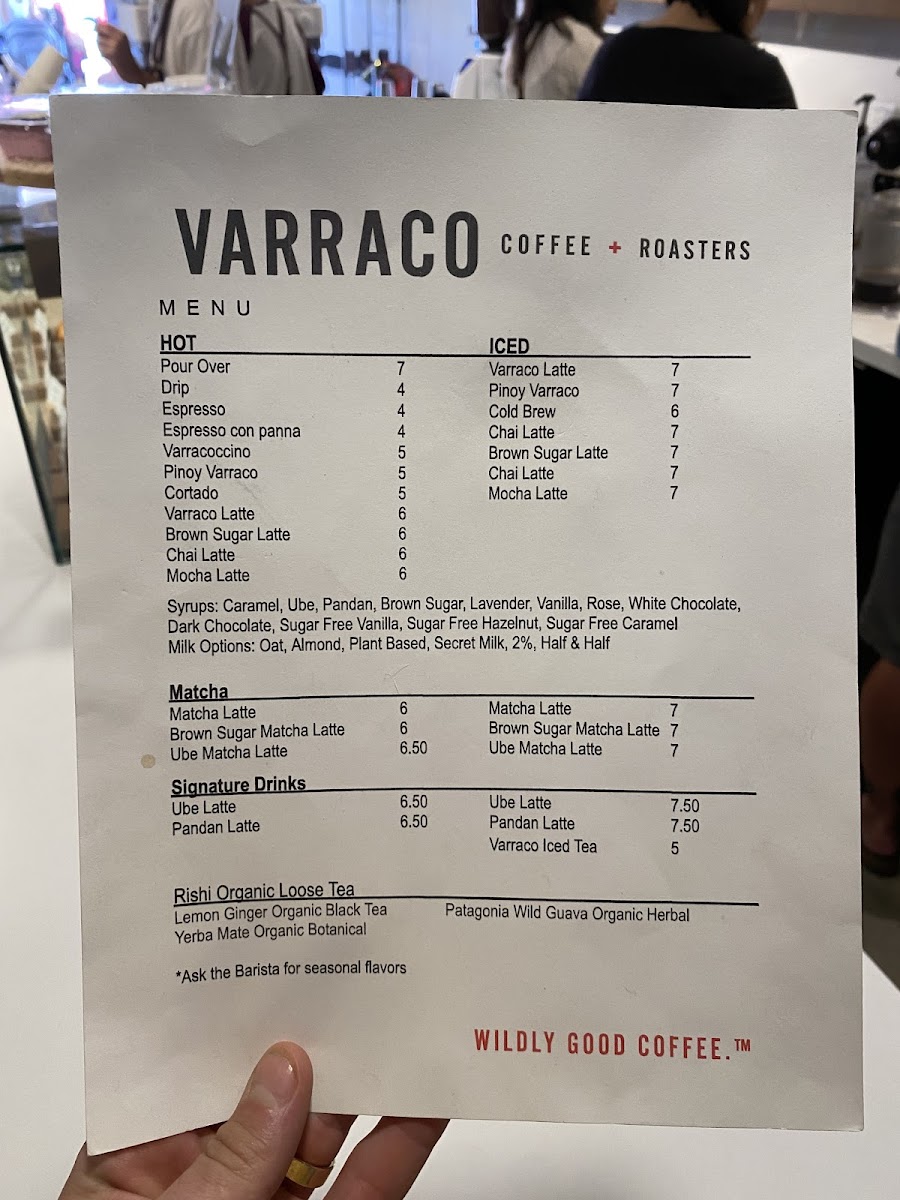 VARRACO COFFEE + ROASTERS
MENU
HOT
Pour Over 7
Drip 4
Espresso 4
Espresso con panna 4
Varracoccino 5
Pinoy Varraco 5
Cortado 5
Varraco Latte 6
Brown Sugar Latte 6
Chai Latte 6
Mocha Latte 6
ICED
Varraco Latte 7
Pinoy Varraco 7
Cold Brew 6
Chai Latte 7
Brown Sugar Latte 7
Chai Latte 7
Mocha Latte 7
Syrups: Caramel, Ube, Pandan, Brown Sugar, Lavender, Vanilla, Rose, White Chocolate,
Dark Chocolate, Sugar Free Vanilla, Sugar Free Hazelnut, Sugar Free Caramel
Milk Options: Oat, Almond, Plant Based, Secret Milk, 2%, Half & Half
Matcha
Matcha Latte 6
Brown Sugar Matcha Latte 6
Ube Matcha Latte 6.50
Matcha Latte 7
Brown Sugar Matcha Latte 7
Ube Matcha Latte 7
Signature Drinks
Ube Latte 6.50
Pandan Latte 6.50
Ube Latte 7.50
Pandan Latte 7.50
Varraco Iced Tea 5
Rishi Organic Loose Tea
Lemon Ginger Organic Black Tea
Yerba Mate Organic Botanical
Patagonia Wild Guava Organic Herbal
*Ask the Barista for seasonal flavors
WILDLY GOOD COFFEE.™